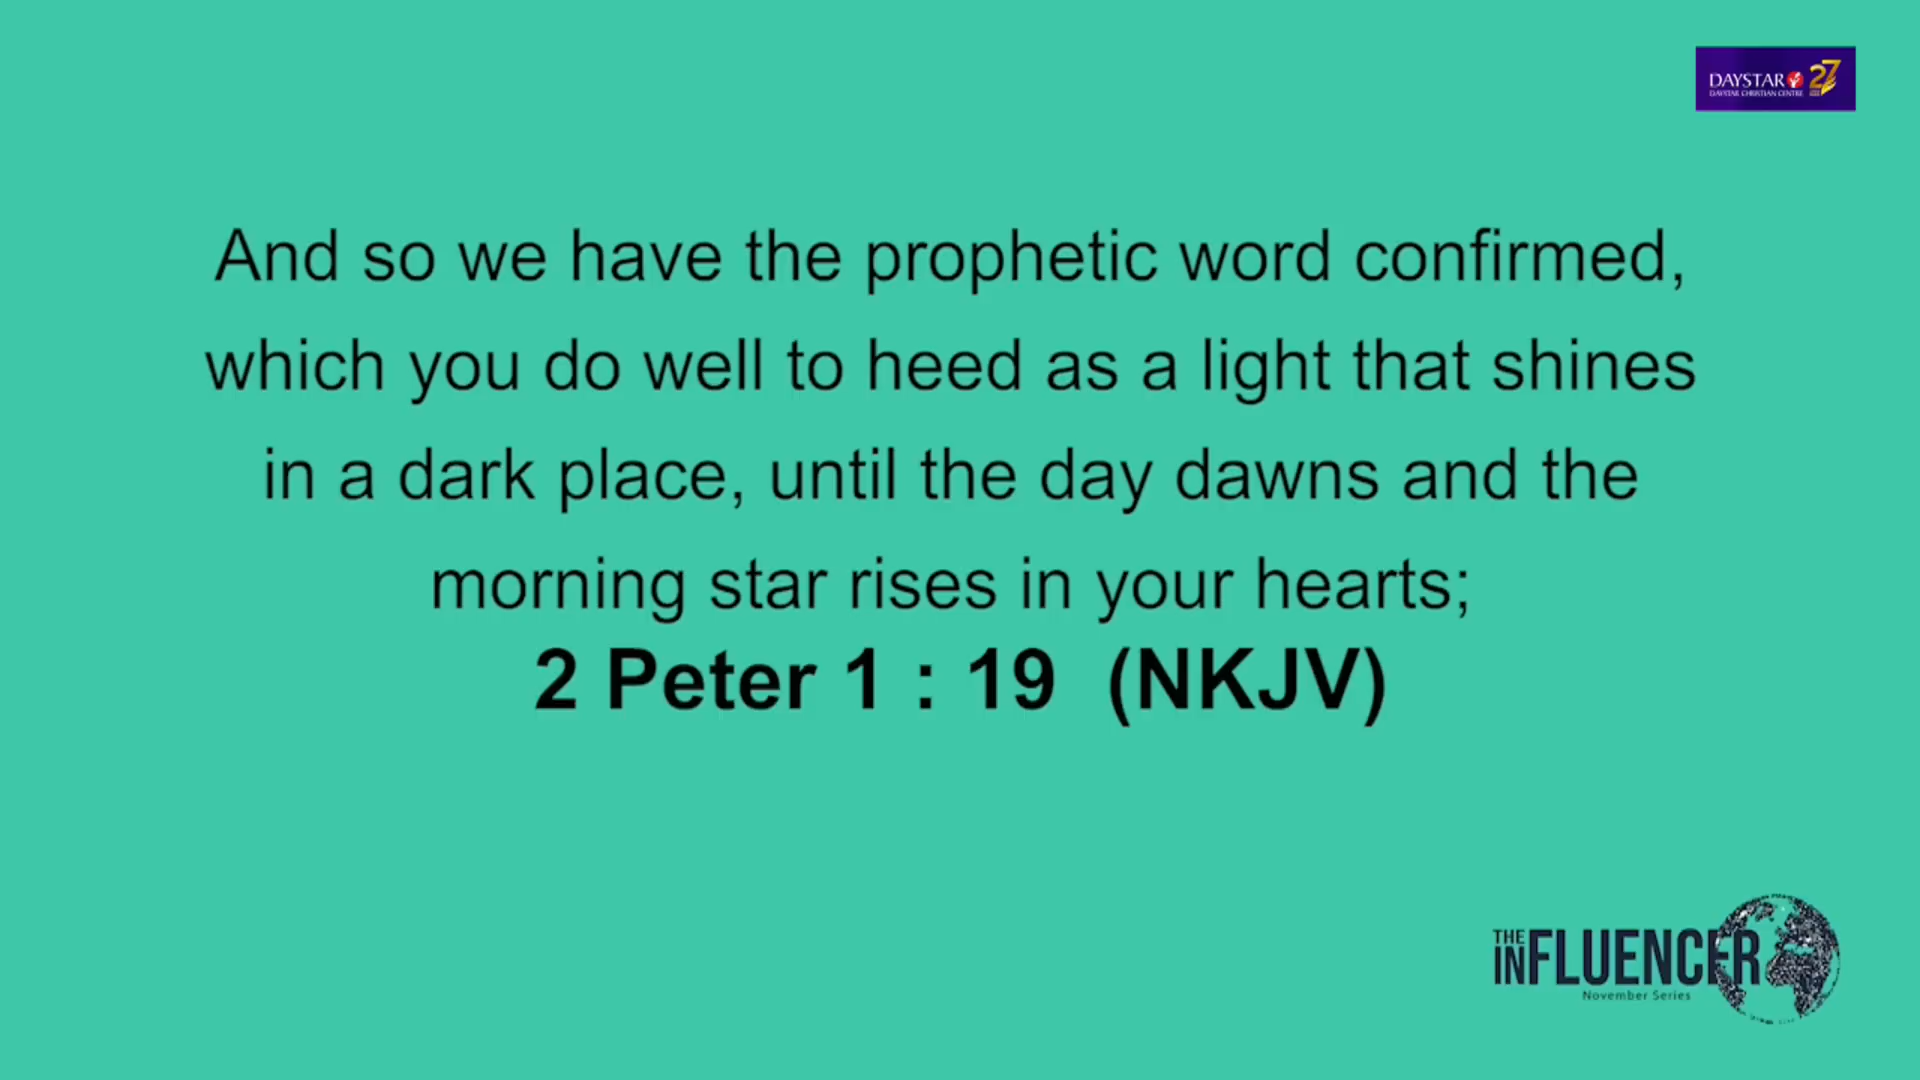 DAYSTAR 27
DAYSTAR CHRISTIAN CENTRE
And so we have the prophetic word confirmed,
which you do well to heed as a light that shines
in a dark place, until the day dawns and the
morning star rises in your hearts;
2 Peter 1 : 19 (NKJV)
THE
INFLUENCER
November Series